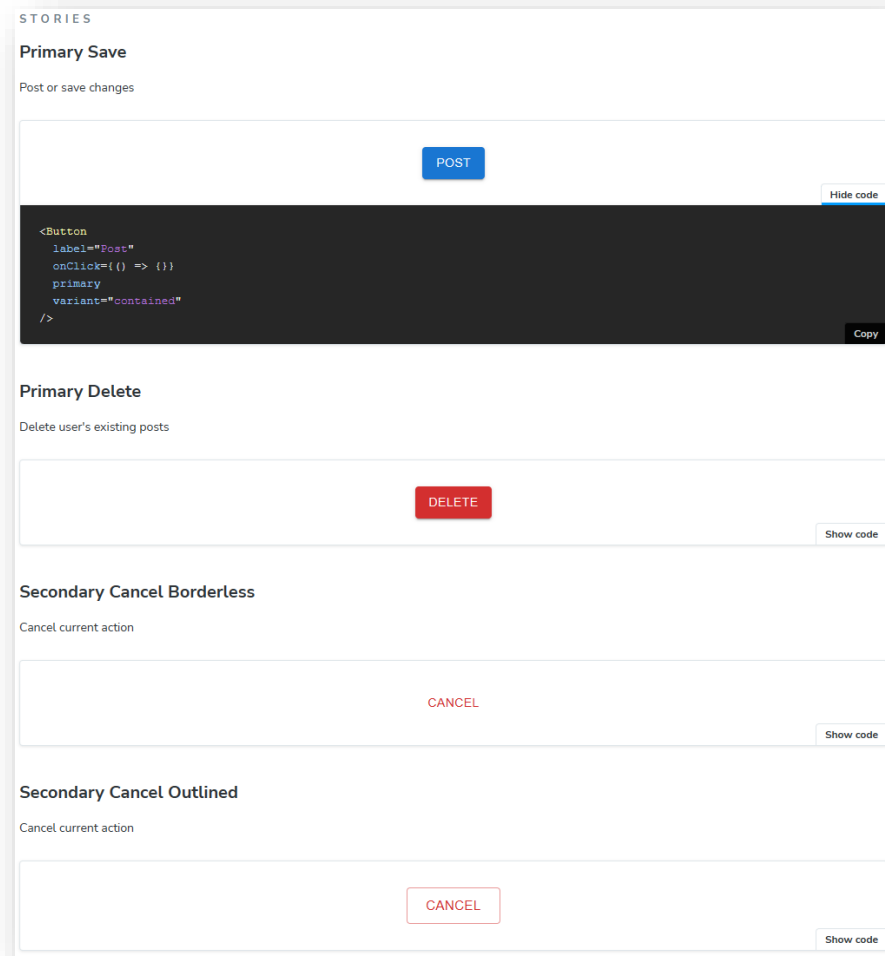 STORIES
Primary Save
Post or save changes
POST
Hide code
<Button
  label="Post"
  onClick={() => {}}
  primary
  variant="contained"
/>
Copy
Primary Delete
Delete user's existing posts
DELETE
Show code
Secondary Cancel Borderless
Cancel current action
CANCEL
Show code
Secondary Cancel Outlined
Cancel current action
CANCEL
Show code